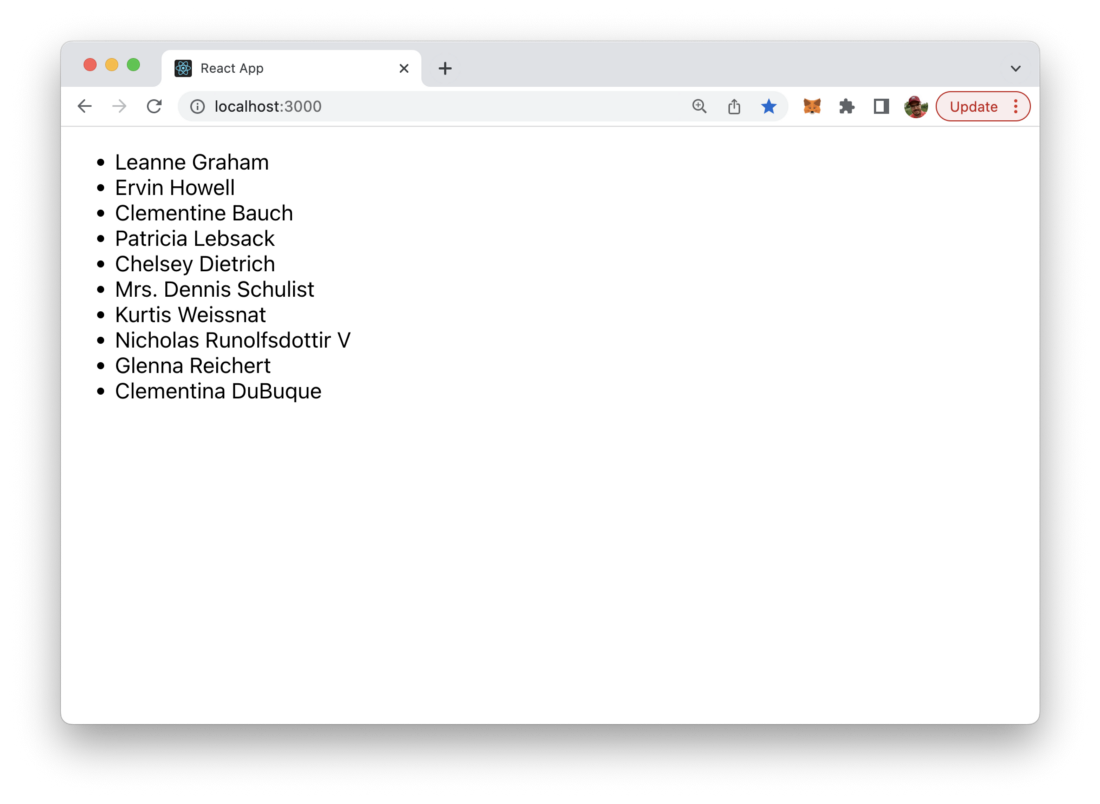 React App
localhost:3000
Update
Leanne Graham
Ervin Howell
Clementine Bauch
Patricia Lebsack
Chelsey Dietrich
Mrs. Dennis Schulist
Kurtis Weissnat
Nicholas Runolfsdottir V
Glenna Reichert
Clementina DuBuque